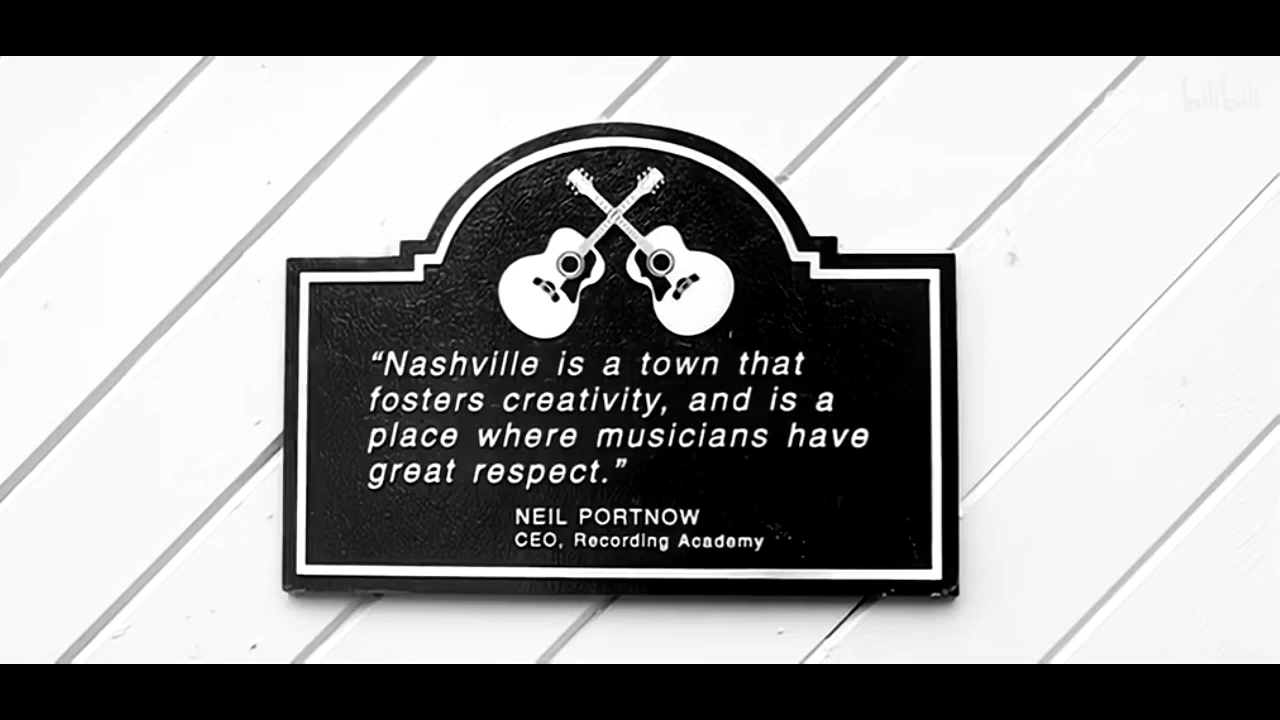 bilibili
“Nashville is a town that
fosters creativity, and is a
place where musicians have
great respect.”
NEIL PORTNOW
CEO, Recording Academy